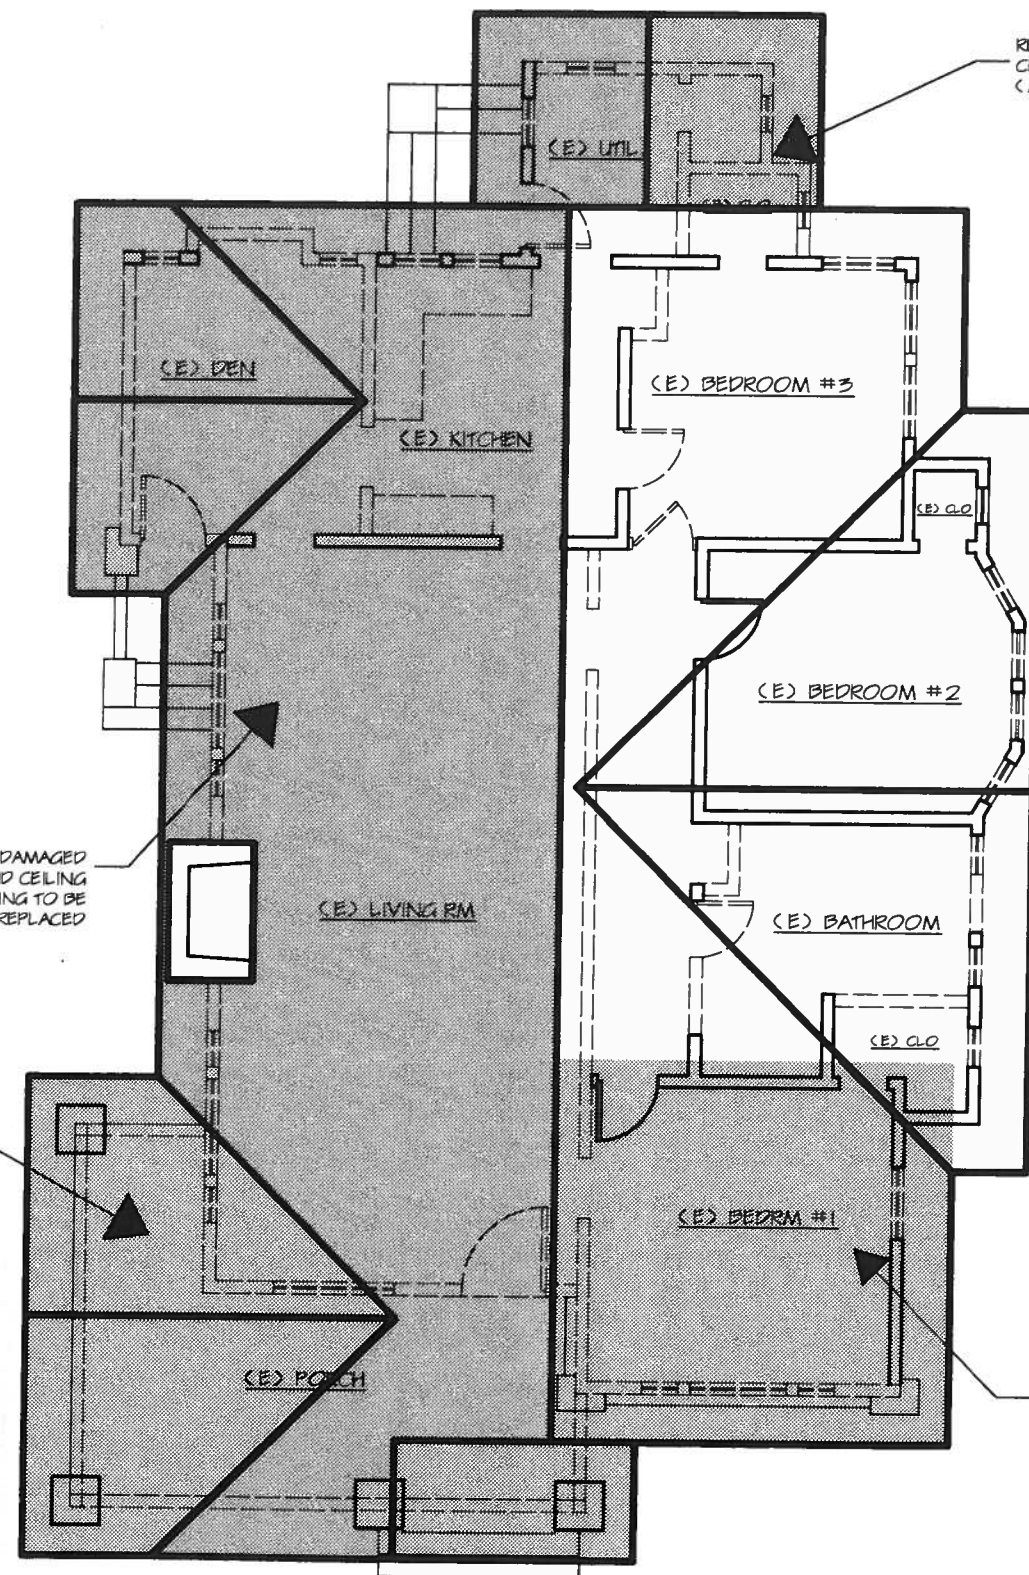 (E) UTIL.
(E) DEN
(E) BEDROOM #3
(E) KITCHEN
(E) CLO
(E) BEDROOM #2
DAMAGED
D CEILING
ING TO BE
REPLACED
(E) LIVING RM
(E) BATHROOM
(E) CLO
(E) BEDRM #1
(E) PORCH